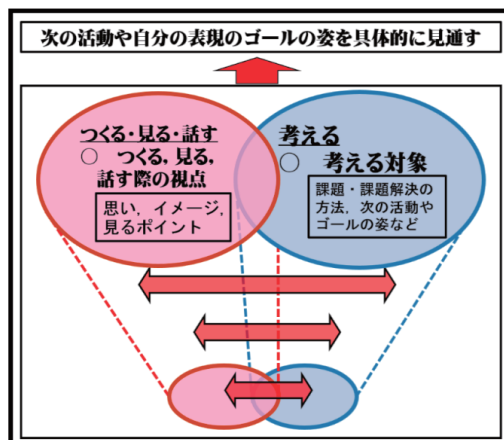 次の活動や自分の表現のゴールの姿を具体的に見通す
つくる・見る・話す
○　つくる，見る，
話す際の視点
思い，イメージ，
見るポイント
考える
○　考える対象
課題・課題解決の
方法，次の活動や
ゴールの姿など